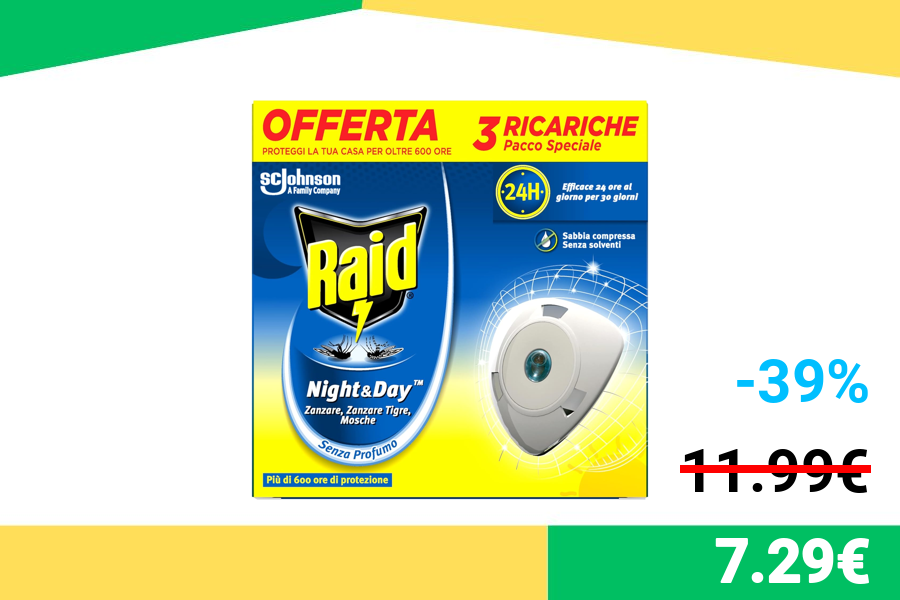 OFFERTA
PROTEGGI LA TUA CASA PER OLTRE 600 ORE
3 RICARICHE
Pacco Speciale
SCJohnson
A Family Company
24H
Efficace 24 ore al
giorno per 30 giorni
Sabbia compressa
Senza solventi
Raid®
Night&Day™
Zanzare, Zanzare Tigre,
Mosche
Senza Profumo
Più di 600 ore di protezione
-39%
11.99€
7.29€